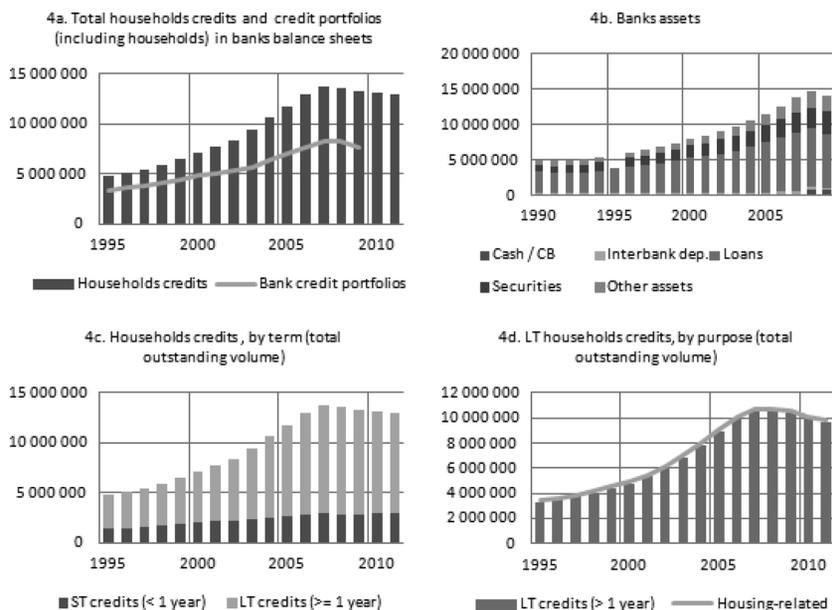 4a. Total households credits and credit portfolios
(including households) in banks balance sheets
15 000 000
10 000 000
5 000 000
0
1995 2000 2005 2010
Households credits Bank credit portfolios
4b. Banks assets
20 000 000
15 000 000
10 000 000
5 000 000
0
1990 1995 2000 2005
Cash / CB Interbank dep. Loans
Securities Other assets
4c. Households credits , by term (total
outstanding volume)
15 000 000
10 000 000
5 000 000
0
1995 2000 2005 2010
ST credits (< 1 year) LT credits (>= 1 year)
4d. LT households credits, by purpose (total
outstanding volume)
12 000 000
10 000 000
8 000 000
6 000 000
4 000 000
2 000 000
0
1995 2000 2005 2010
LT credits (> 1 year) Housing-related